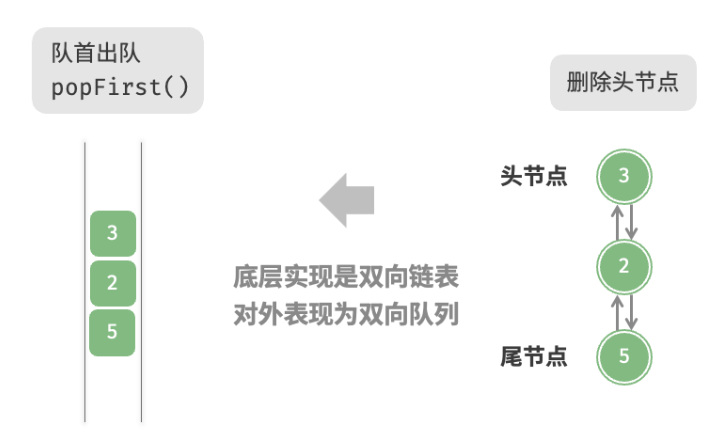 队首出队
popFirst()
删除头节点
头节点
3
3
2
2
底层实现是双向链表
对外表现为双向队列
5
尾节点
5